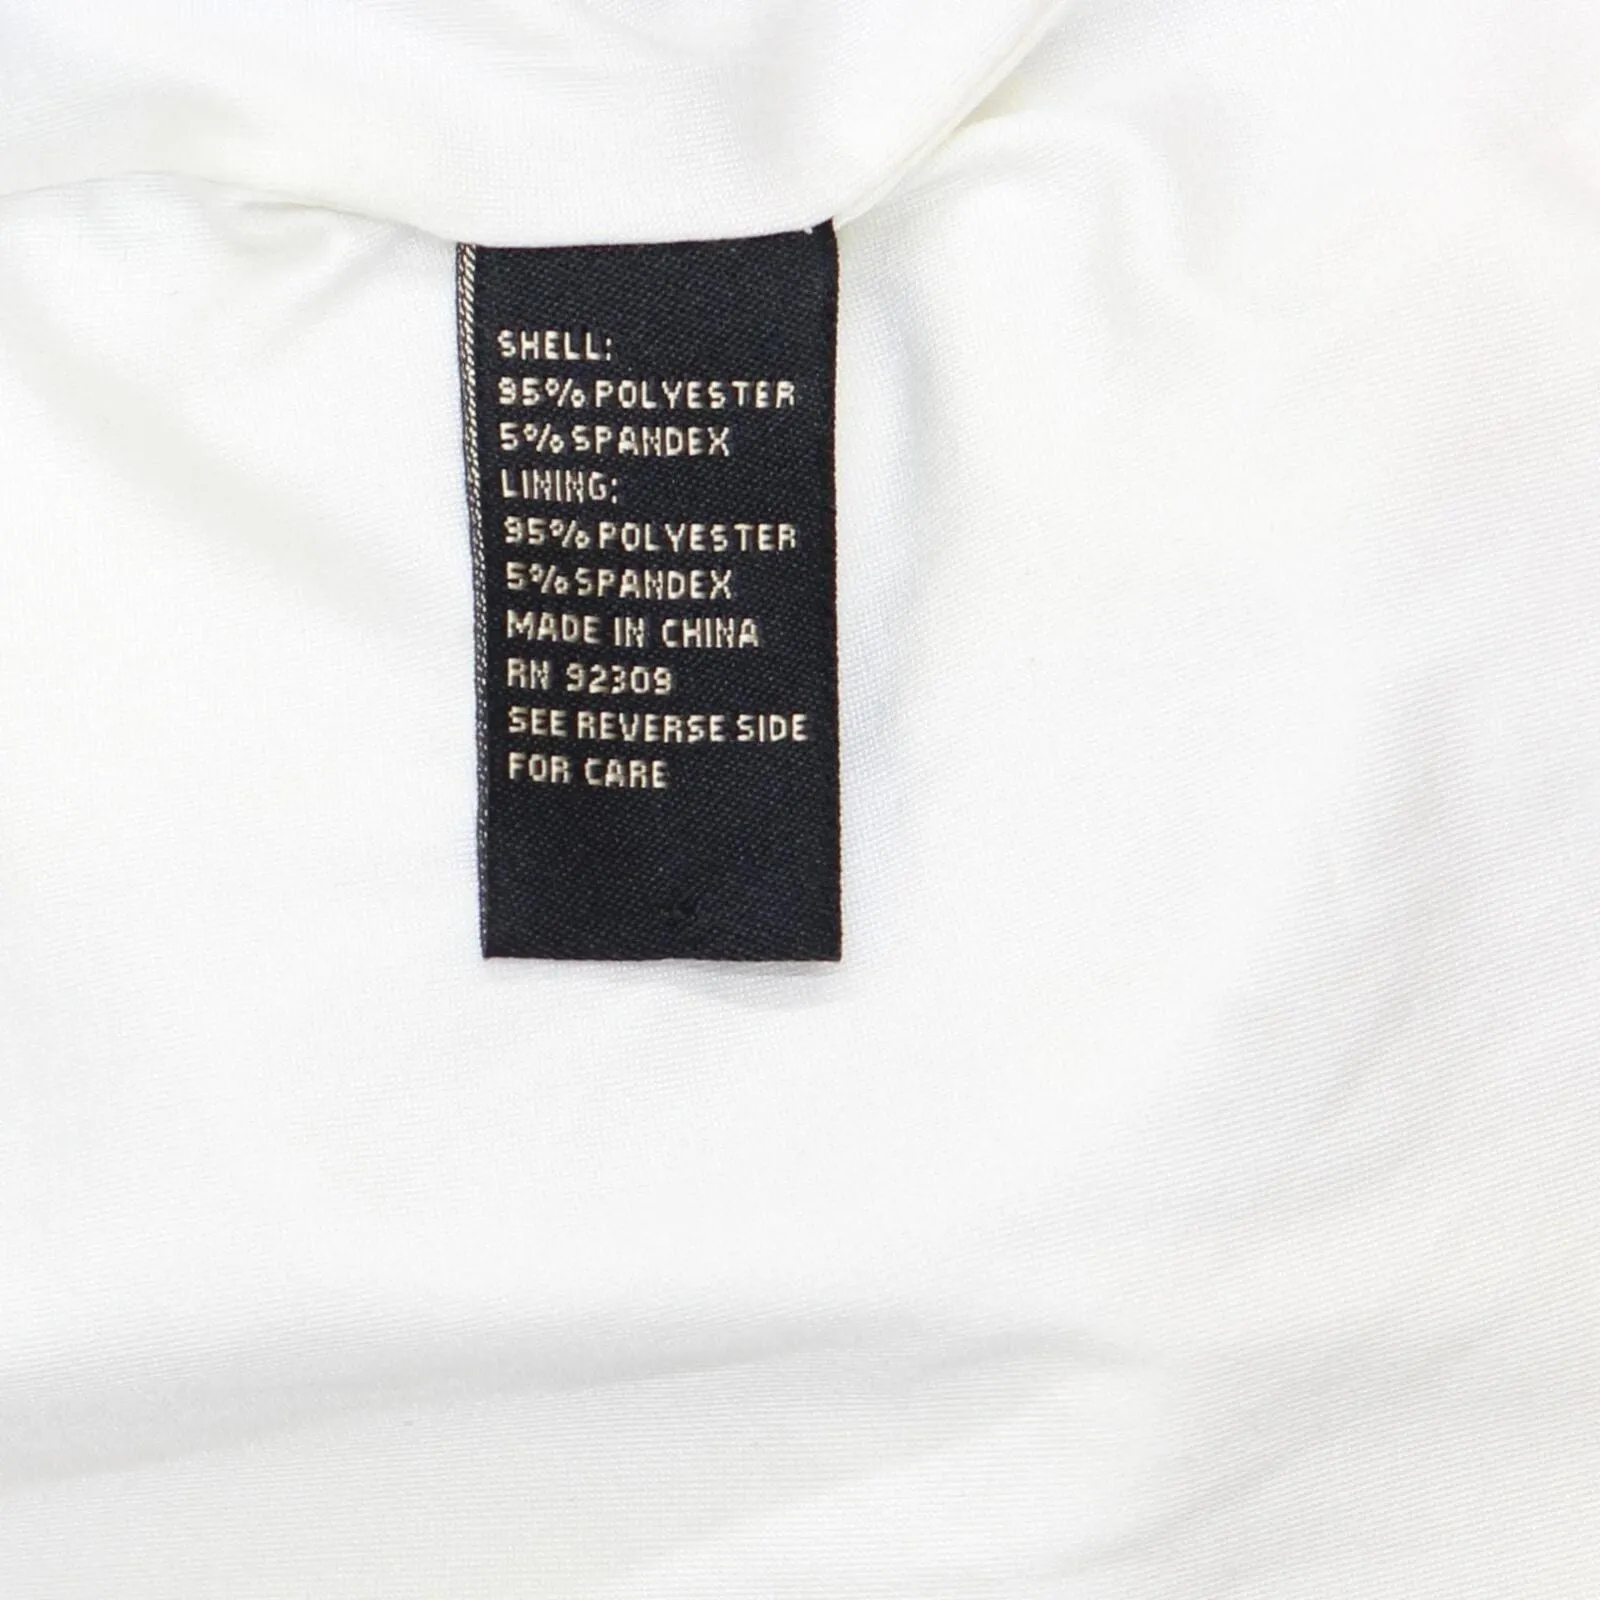 SHELL:
95% POLYESTER
5% SPANDEX
LINING:
95% POLYESTER
5% SPANDEX
MADE IN CHINA
RN 92309
SEE REVERSE SIDE
FOR CARE